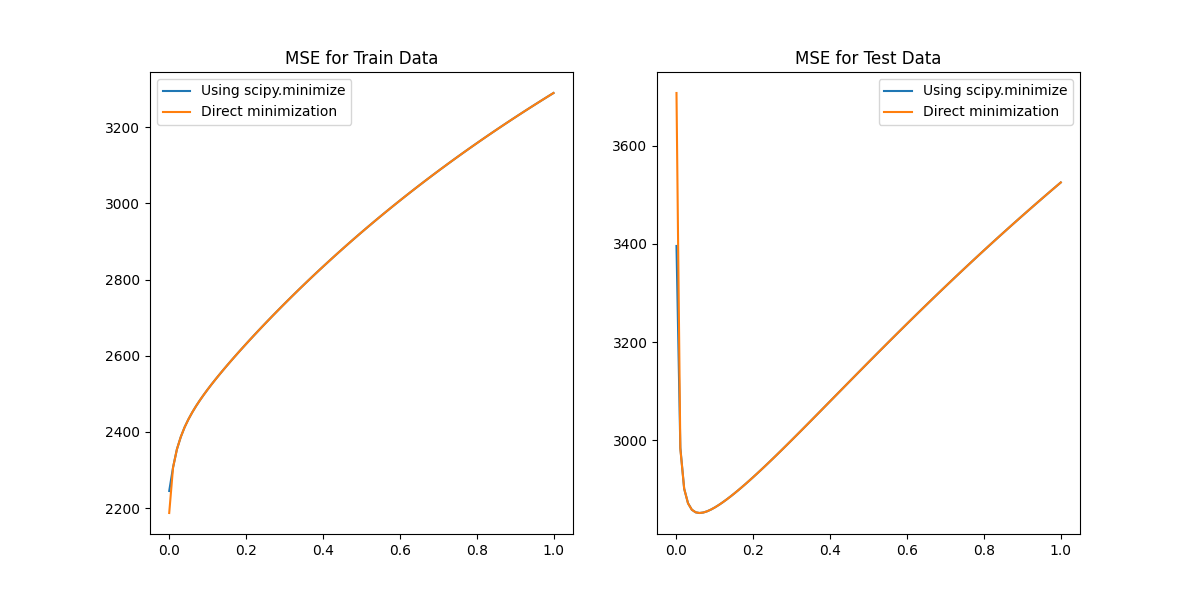 MSE for Train Data
Using scipy.minimize
Direct minimization
3200
3000
2800
2600
2400
2200
0.0 0.2 0.4 0.6 0.8 1.0
MSE for Test Data
Using scipy.minimize
Direct minimization
3600
3400
3200
3000
0.0 0.2 0.4 0.6 0.8 1.0